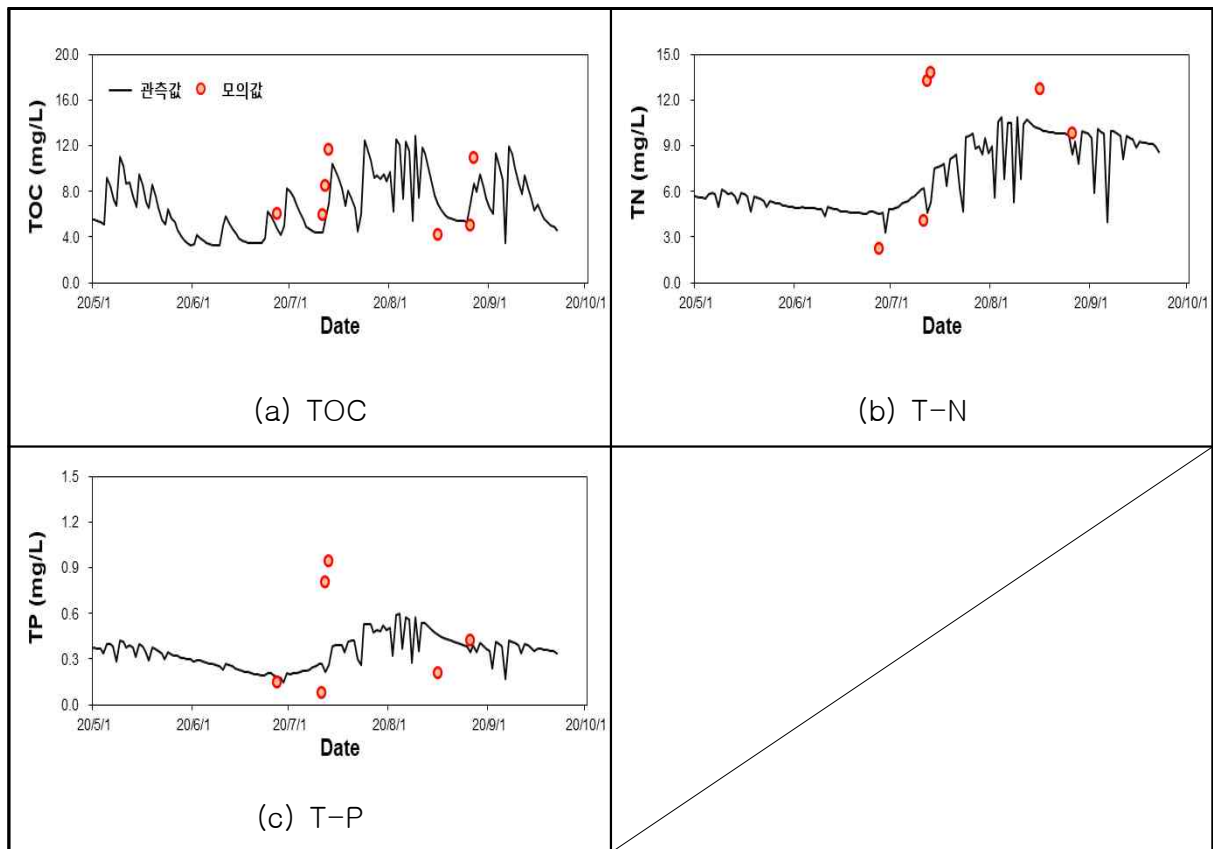 20.0
16.0
12.0
8.0
4.0
0.0
TOC (mg/L)
관측값 모의값
20/5/1 20/6/1 20/7/1 20/8/1 20/9/1 20/10/1
Date
(a) TOC
15.0
12.0
9.0
6.0
3.0
0.0
TN (mg/L)
20/5/1 20/6/1 20/7/1 20/8/1 20/9/1 20/10/1
Date
(b) T-N
1.5
1.2
0.9
0.6
0.3
0.0
TP (mg/L)
20/5/1 20/6/1 20/7/1 20/8/1 20/9/1 20/10/1
Date
(c) T-P